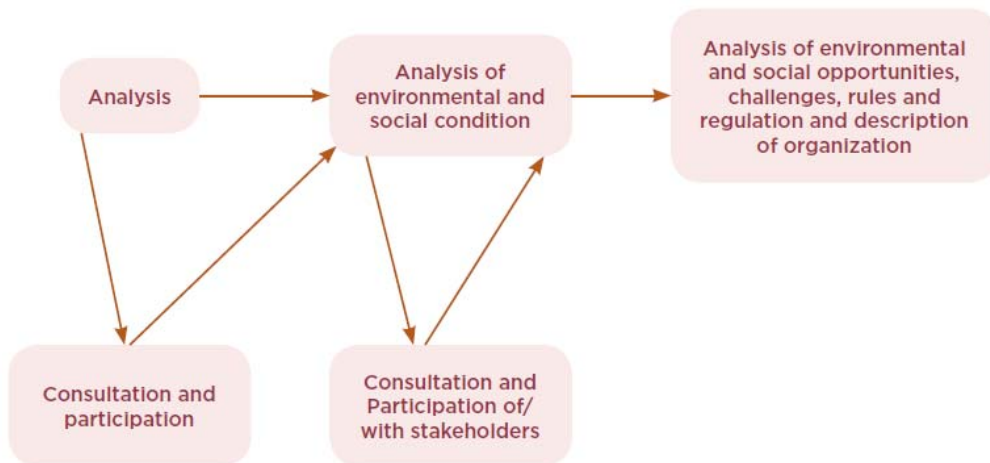 Analysis
Analysis of
environmental and
social condition
Analysis of environmental
and social opportunities,
challenges, rules and
regulation and description
of organization
Consultation and
participation
Consultation and
Participation of/
with stakeholders